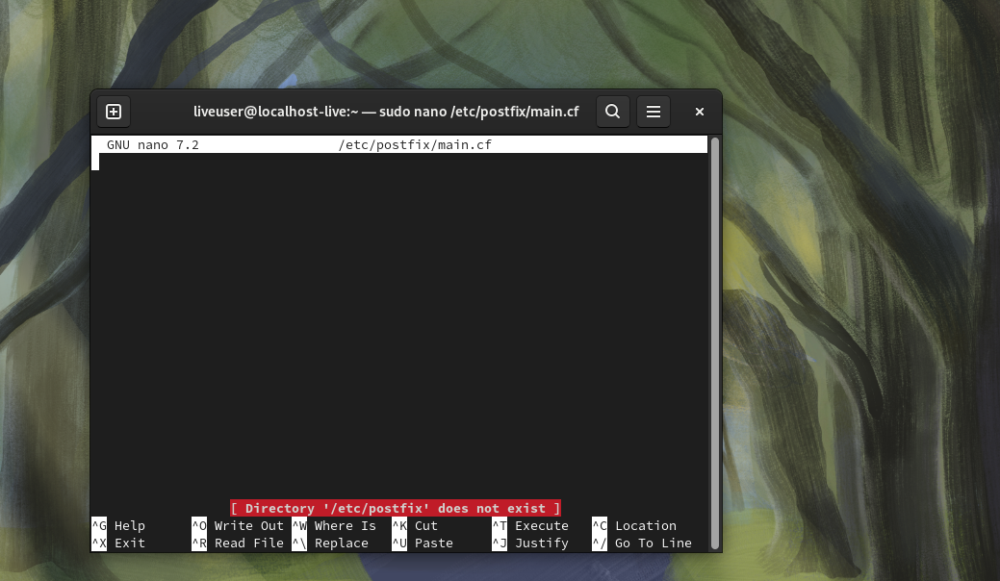 liveuser@localhost-live:~ — sudo nano /etc/postfix/main.cf
GNU nano 7.2 /etc/postfix/main.cf
[ Directory '/etc/postfix' does not exist ]
^G Help ^O Write Out ^W Where Is ^K Cut ^T Execute ^C Location
^X Exit ^R Read File ^\ Replace ^U Paste ^J Justify ^/ Go To Line